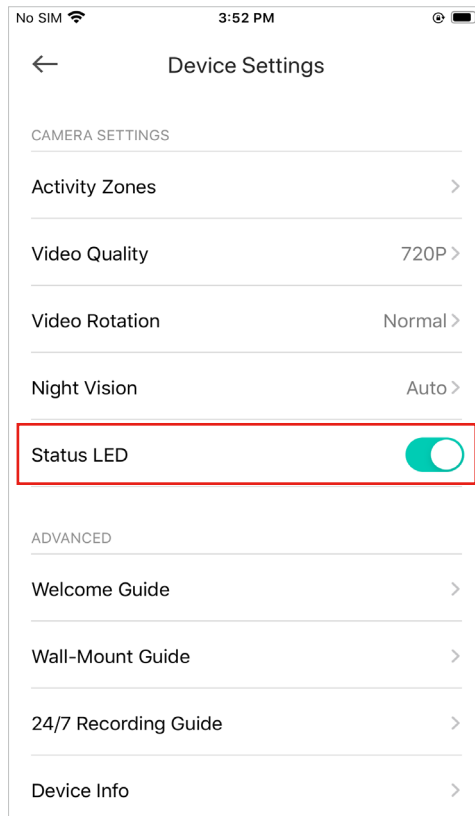 No SIM 3:52 PM
Device Settings
CAMERA SETTINGS
Activity Zones
Video Quality 720P
Video Rotation Normal
Night Vision Auto
Status LED
ADVANCED
Welcome Guide
Wall-Mount Guide
24/7 Recording Guide
Device Info